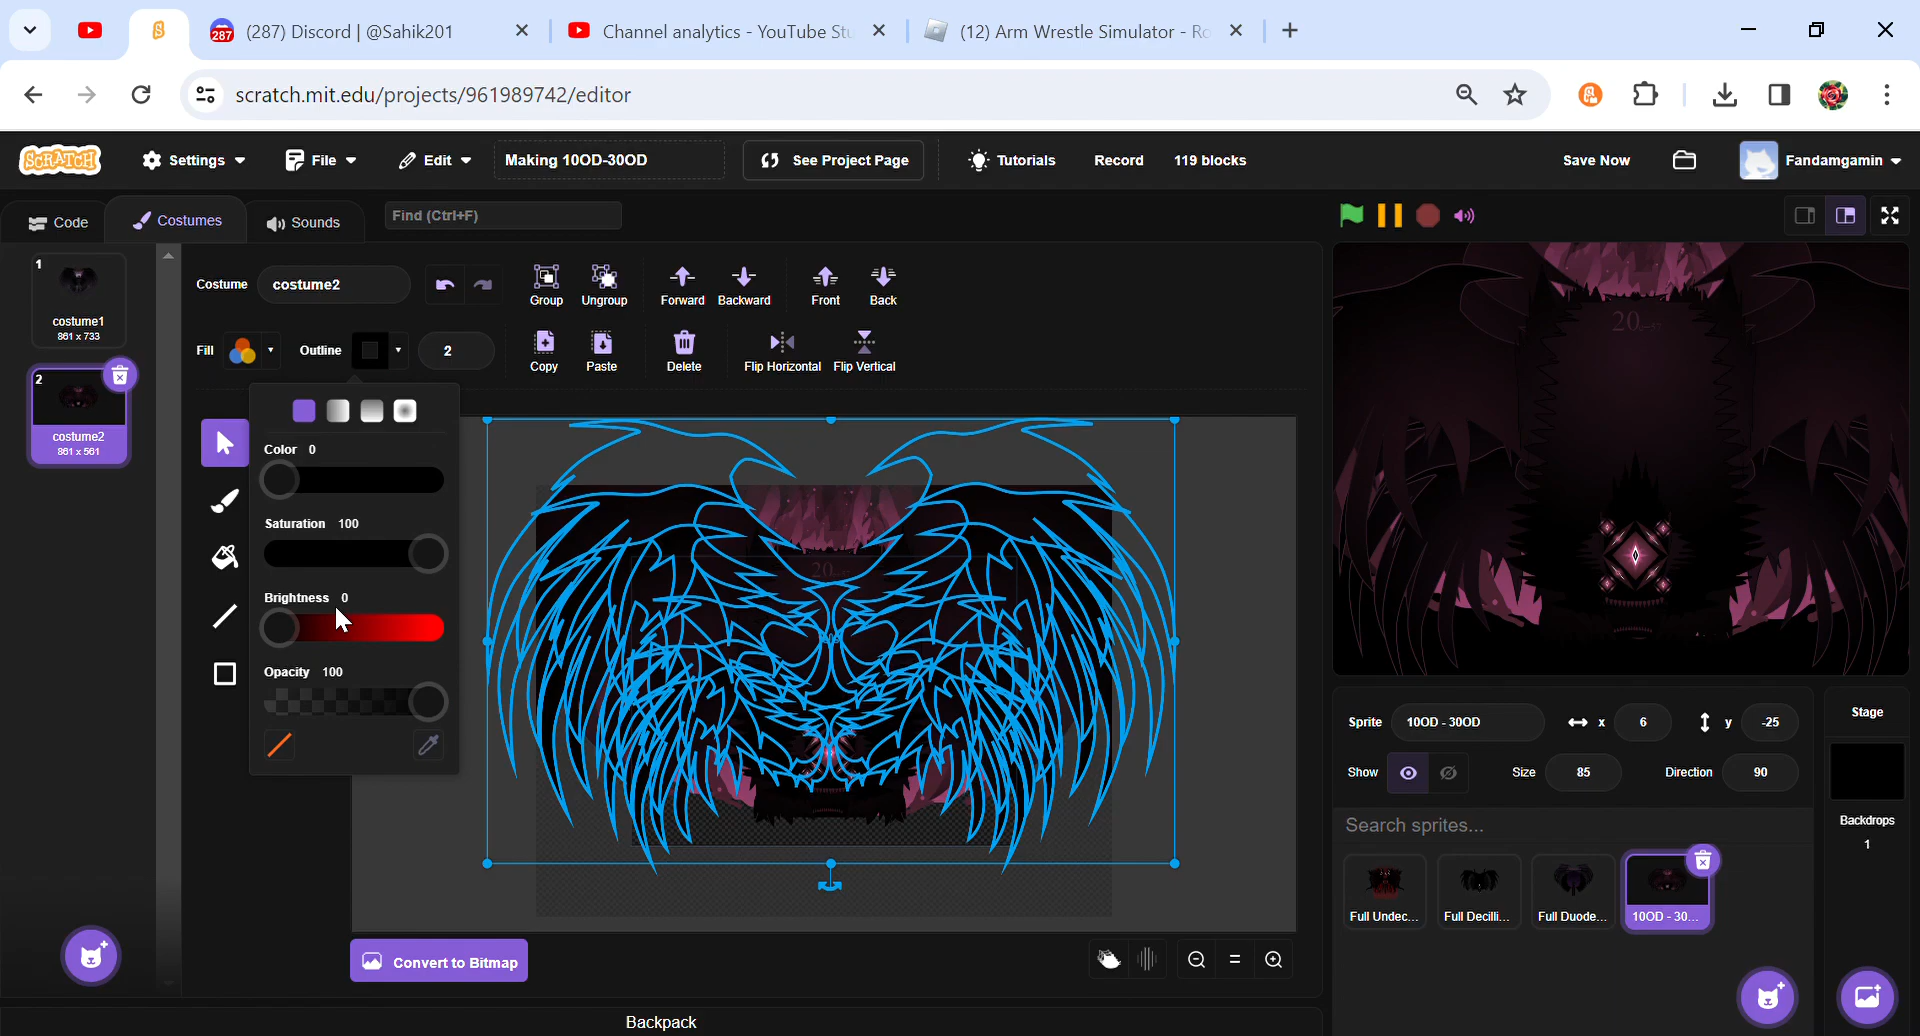 287
(287) Discord | @Sahik201
Channel analytics - YouTube Stu
(12) Arm Wrestle Simulator - Ro
scratch.mit.edu/projects/961989742/editor
SCRATCH
Settings
File
Edit
Making 10OD-30OD
See Project Page
Tutorials
Record
119 blocks
Save Now
Fandamgamin
Code
Costumes
Sounds
Find (Ctrl+F)
1
costume1
861 x 733
2
costume2
861 x 561
Costume
costume2
Group
Ungroup
Forward
Backward
Front
Back
Fill
Outline
2
Copy
Paste
Delete
Flip Horizontal
Flip Vertical
Color 0
Saturation 100
Brightness 0
Opacity 100
Convert to Bitmap
Backpack
Sprite
10OD - 30OD
x
6
y
-25
Show
Size
85
Direction
90
Search sprites...
Full Undec...
Full Decilli...
Full Duode...
10OD - 30...
Stage
Backdrops
1